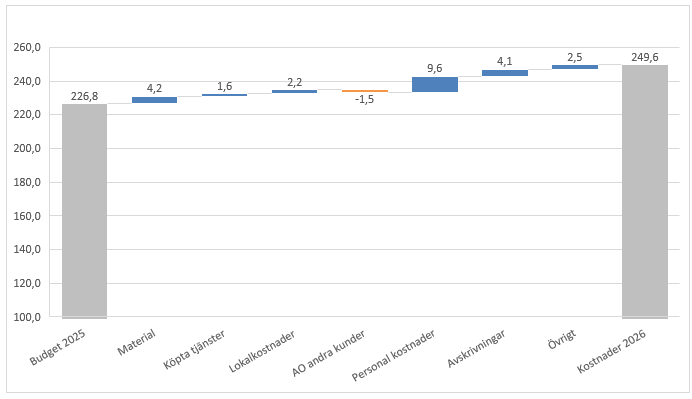 260,0
240,0
220,0
200,0
180,0
160,0
140,0
120,0
100,0
226,8
4,2
1,6
2,2
-1,5
9,6
4,1
2,5
249,6
Budget 2025
Material
Köpta tjänster
Lokalkostnader
AO andra kunder
Personal kostnader
Avskrivningar
Övrigt
Kostnader 2026